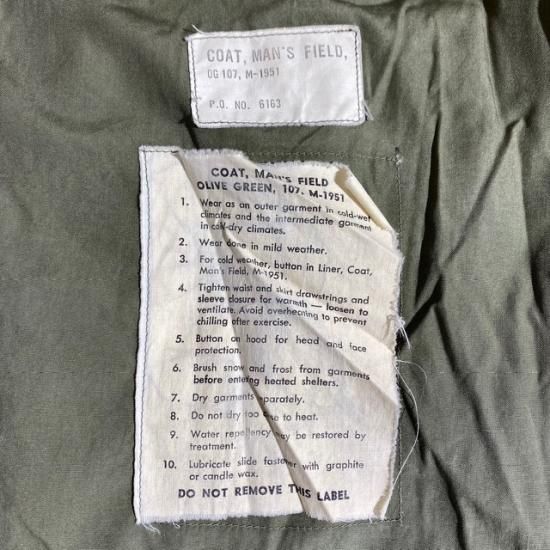 COAT, MAN'S FIELD,
OG 107, M-1951
P.O. NO. 6163
COAT, MAN'S FIELD
OLIVE GREEN, 107. M-1951
1. Wear as an outer garment in cold-wet
climates and the intermediate garment
in cold-dry climates.
2. Wear alone in mild weather.
3. For cold weather, button in Liner, Coat,
Man's Field, M-1951.
4. Tighten waist and skirt drawstrings and
sleeve closure for warmth — loosen to
ventilate. Avoid overheating to prevent
chilling after exercise.
5. Button on hood for head and face
protection.
6. Brush snow and frost from garments
before entering heated shelters.
7. Dry garments separately.
8. Do not dry too close to heat.
9. Water repellency may be restored by
treatment.
10. Lubricate slide fastener with graphite
or candle wax.
DO NOT REMOVE THIS LABEL